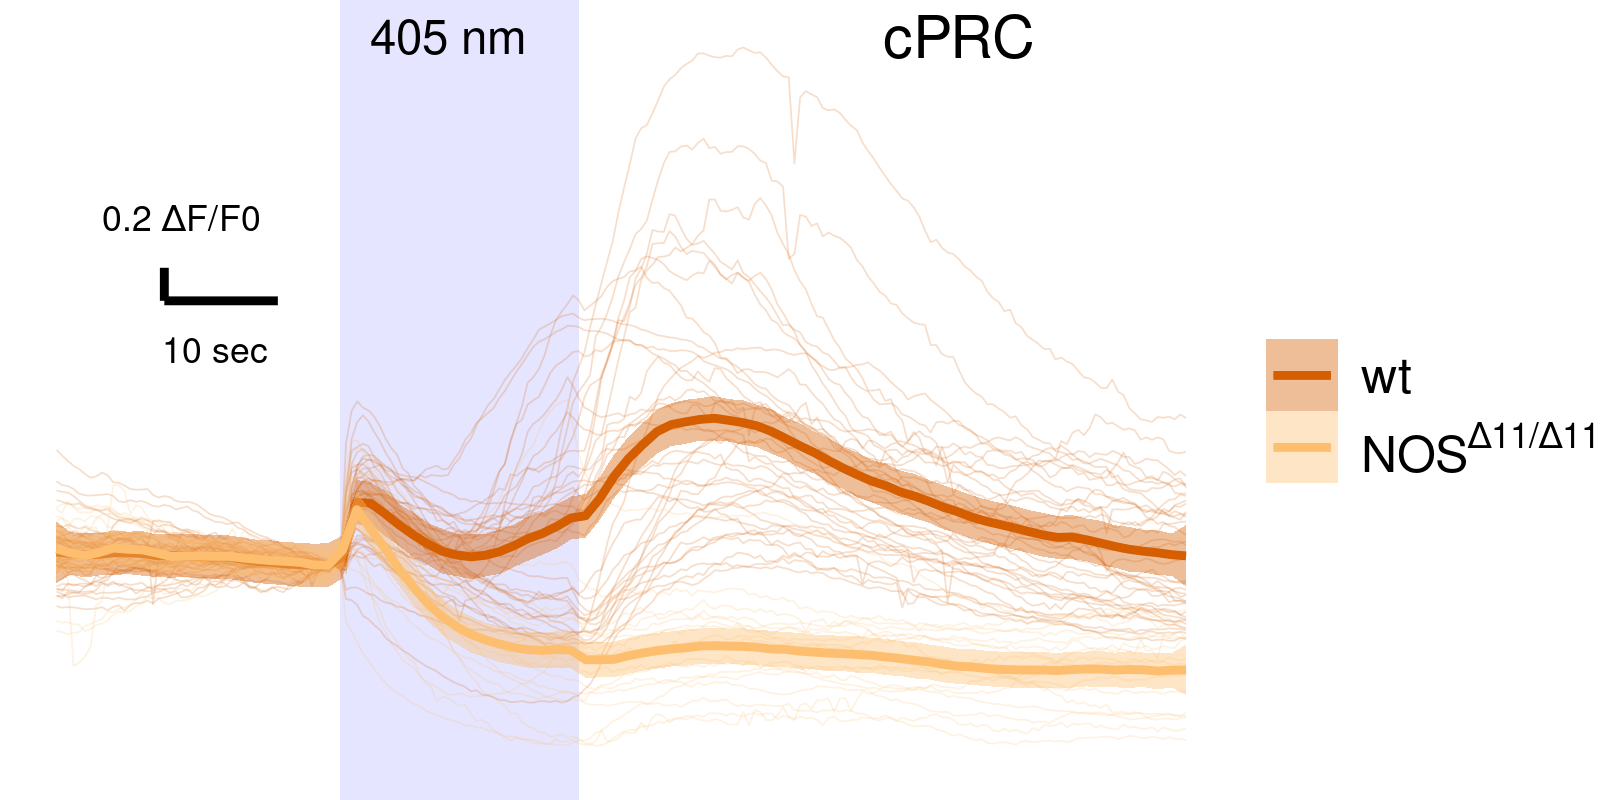 405 nm
cPRC
0.2 ΔF/F0
10 sec
wt
NOSΔ11/Δ11